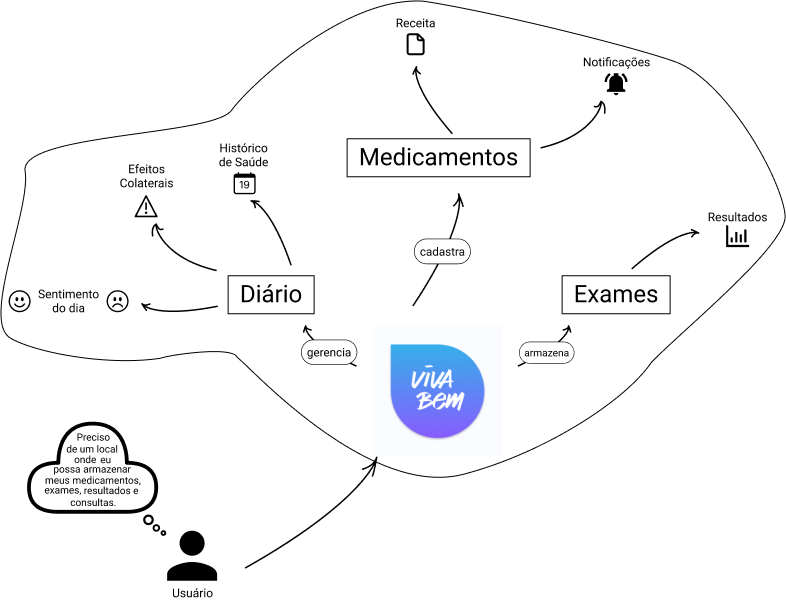 Receita
Notificações
Medicamentos
Histórico
de Saúde
19
Efeitos
Colaterais
Resultados
cadastra
Sentimento
do dia
Diário
Exames
gerencia
armazena
VIVA
BEM
Preciso
de um local
onde eu
possa armazenar
meus medicamentos,
exames, resultados e
consultas.
Usuário